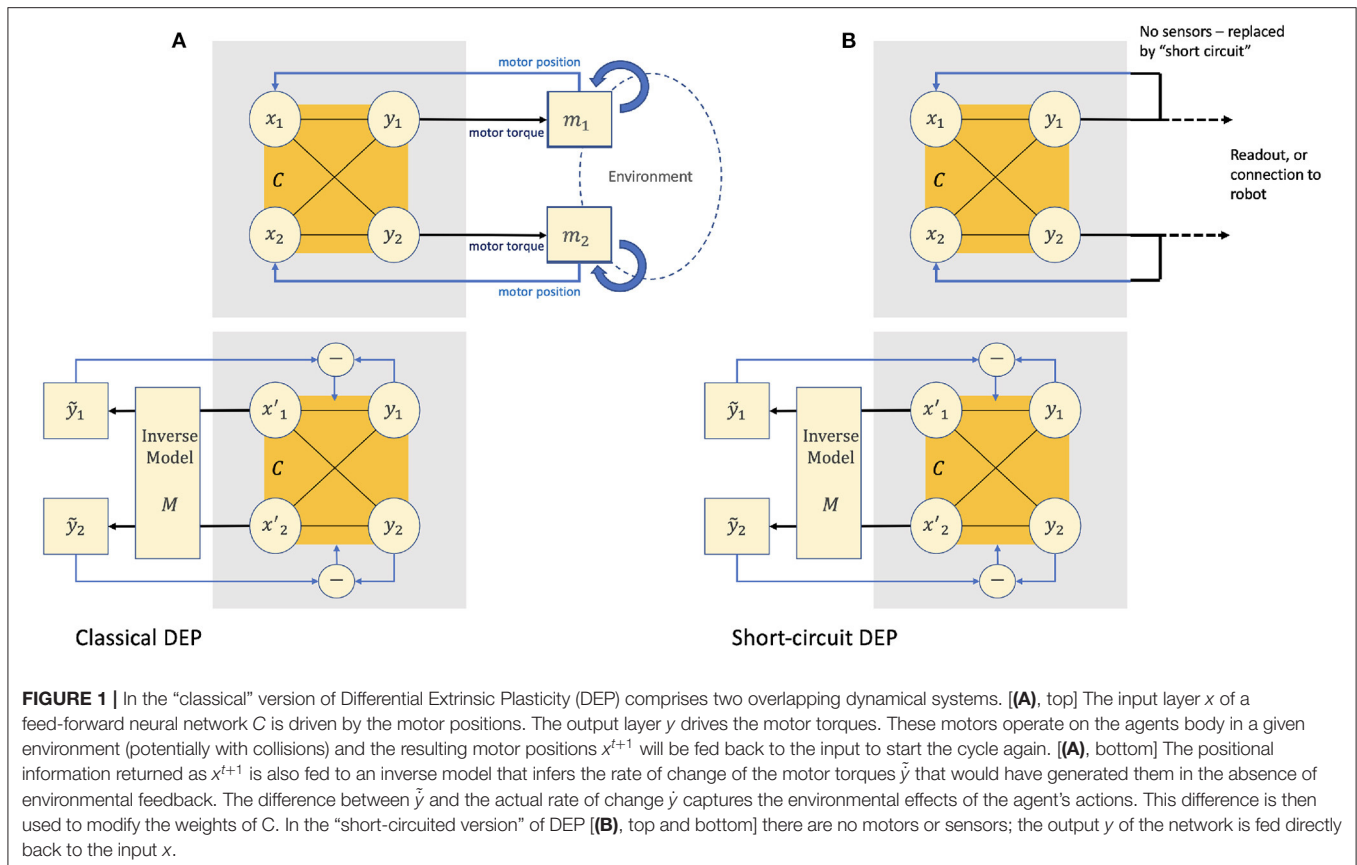 A
motor position
x₁
y₁
motor torque
m₁
C
Environment
x₂
y₂
motor torque
m₂
motor position
B
No sensors – replaced
by “short circuit”
x₁
y₁
C
Readout, or
connection to
robot
x₂
y₂
−
ỹ₁
Inverse
Model
M
x'₁
y₁
C
ỹ₂
x'₂
y₂
−
Classical DEP
−
ỹ₁
Inverse
Model
M
x'₁
y₁
C
ỹ₂
x'₂
y₂
−
Short-circuit DEP
FIGURE 1 | In the “classical” version of Differential Extrinsic Plasticity (DEP) comprises two overlapping dynamical systems. [(A), top] The input layer x of a
feed-forward neural network C is driven by the motor positions. The output layer y drives the motor torques. These motors operate on the agents body in a given
environment (potentially with collisions) and the resulting motor positions xᵗ⁺¹ will be fed back to the input to start the cycle again. [(A), bottom] The positional
information returned as xᵗ⁺¹ is also fed to an inverse model that infers the rate of change of the motor torques ẏ̃ that would have generated them in the absence of
environmental feedback. The difference between ẏ̃ and the actual rate of change ẏ captures the environmental effects of the agent’s actions. This difference is then
used to modify the weights of C. In the “short-circuited version” of DEP [(B), top and bottom] there are no motors or sensors; the output y of the network is fed directly
back to the input x.